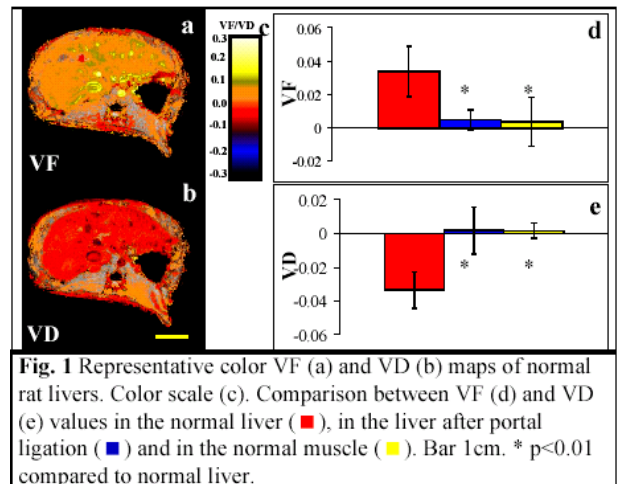 a
VF/VD
c
0.3
0.2
0.1
0.0
-0.1
-0.2
-0.3
VF
b
VD
d
0.06
0.04
0.02
0
-0.02
VF
*
*
e
0.02
0
-0.02
-0.04
-0.06
VD
*
*
Fig. 1 Representative color VF (a) and VD (b) maps of normal
rat livers. Color scale (c). Comparison between VF (d) and VD
(e) values in the normal liver (■), in the liver after portal
ligation (■) and in the normal muscle (■). Bar 1cm. * p<0.01
compared to normal liver.